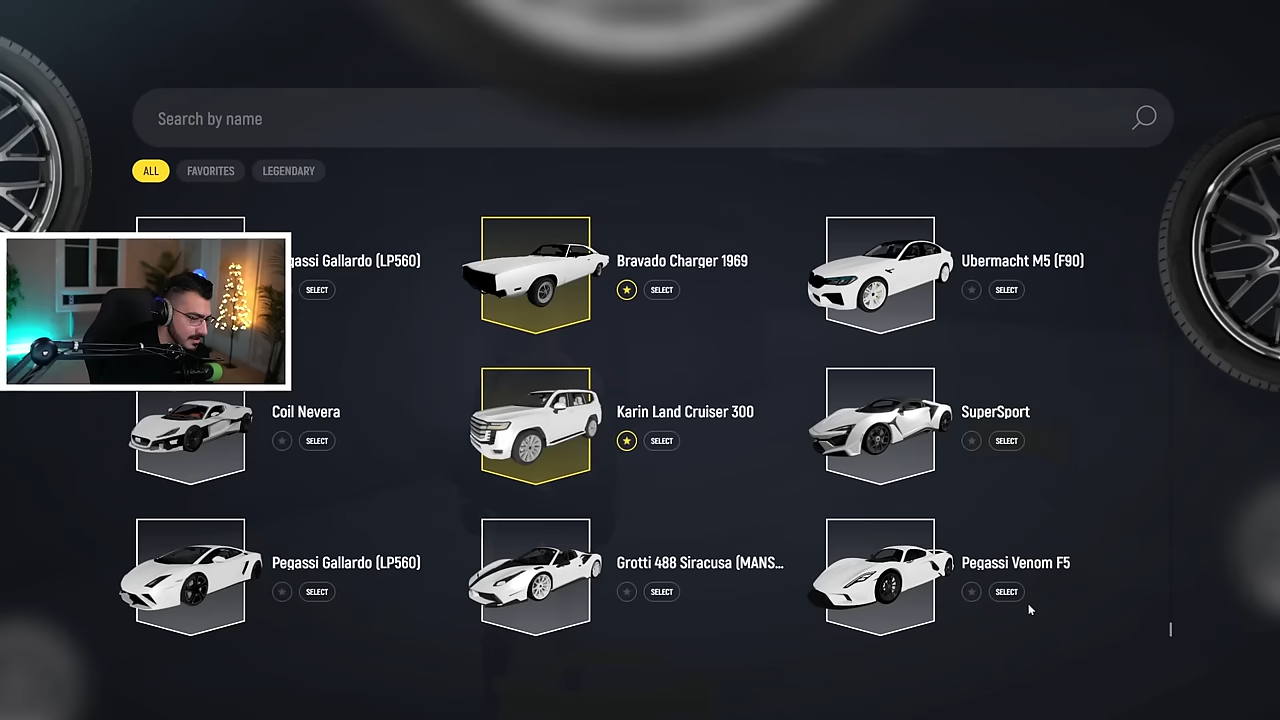 Search by name
ALL FAVORITES LEGENDARY
gassi Gallardo (LP560)
SELECT
Bravado Charger 1969
SELECT
Ubermacht M5 (F90)
SELECT
Coil Nevera
SELECT
Karin Land Cruiser 300
SELECT
SuperSport
SELECT
Pegassi Gallardo (LP560)
SELECT
Grotti 488 Siracusa (MANS...
SELECT
Pegassi Venom F5
SELECT